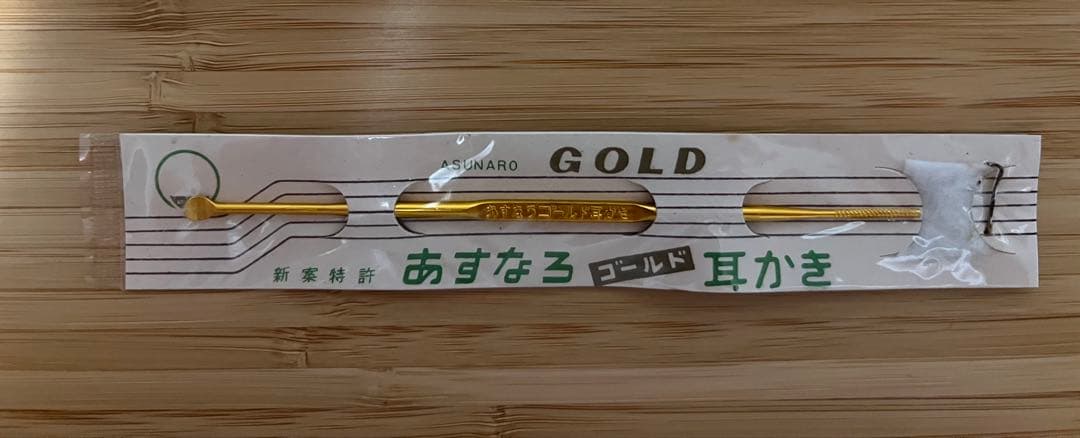 ASUNARO GOLD
あすなろゴールド耳かき
新案特許 あすなろ ゴールド 耳かき